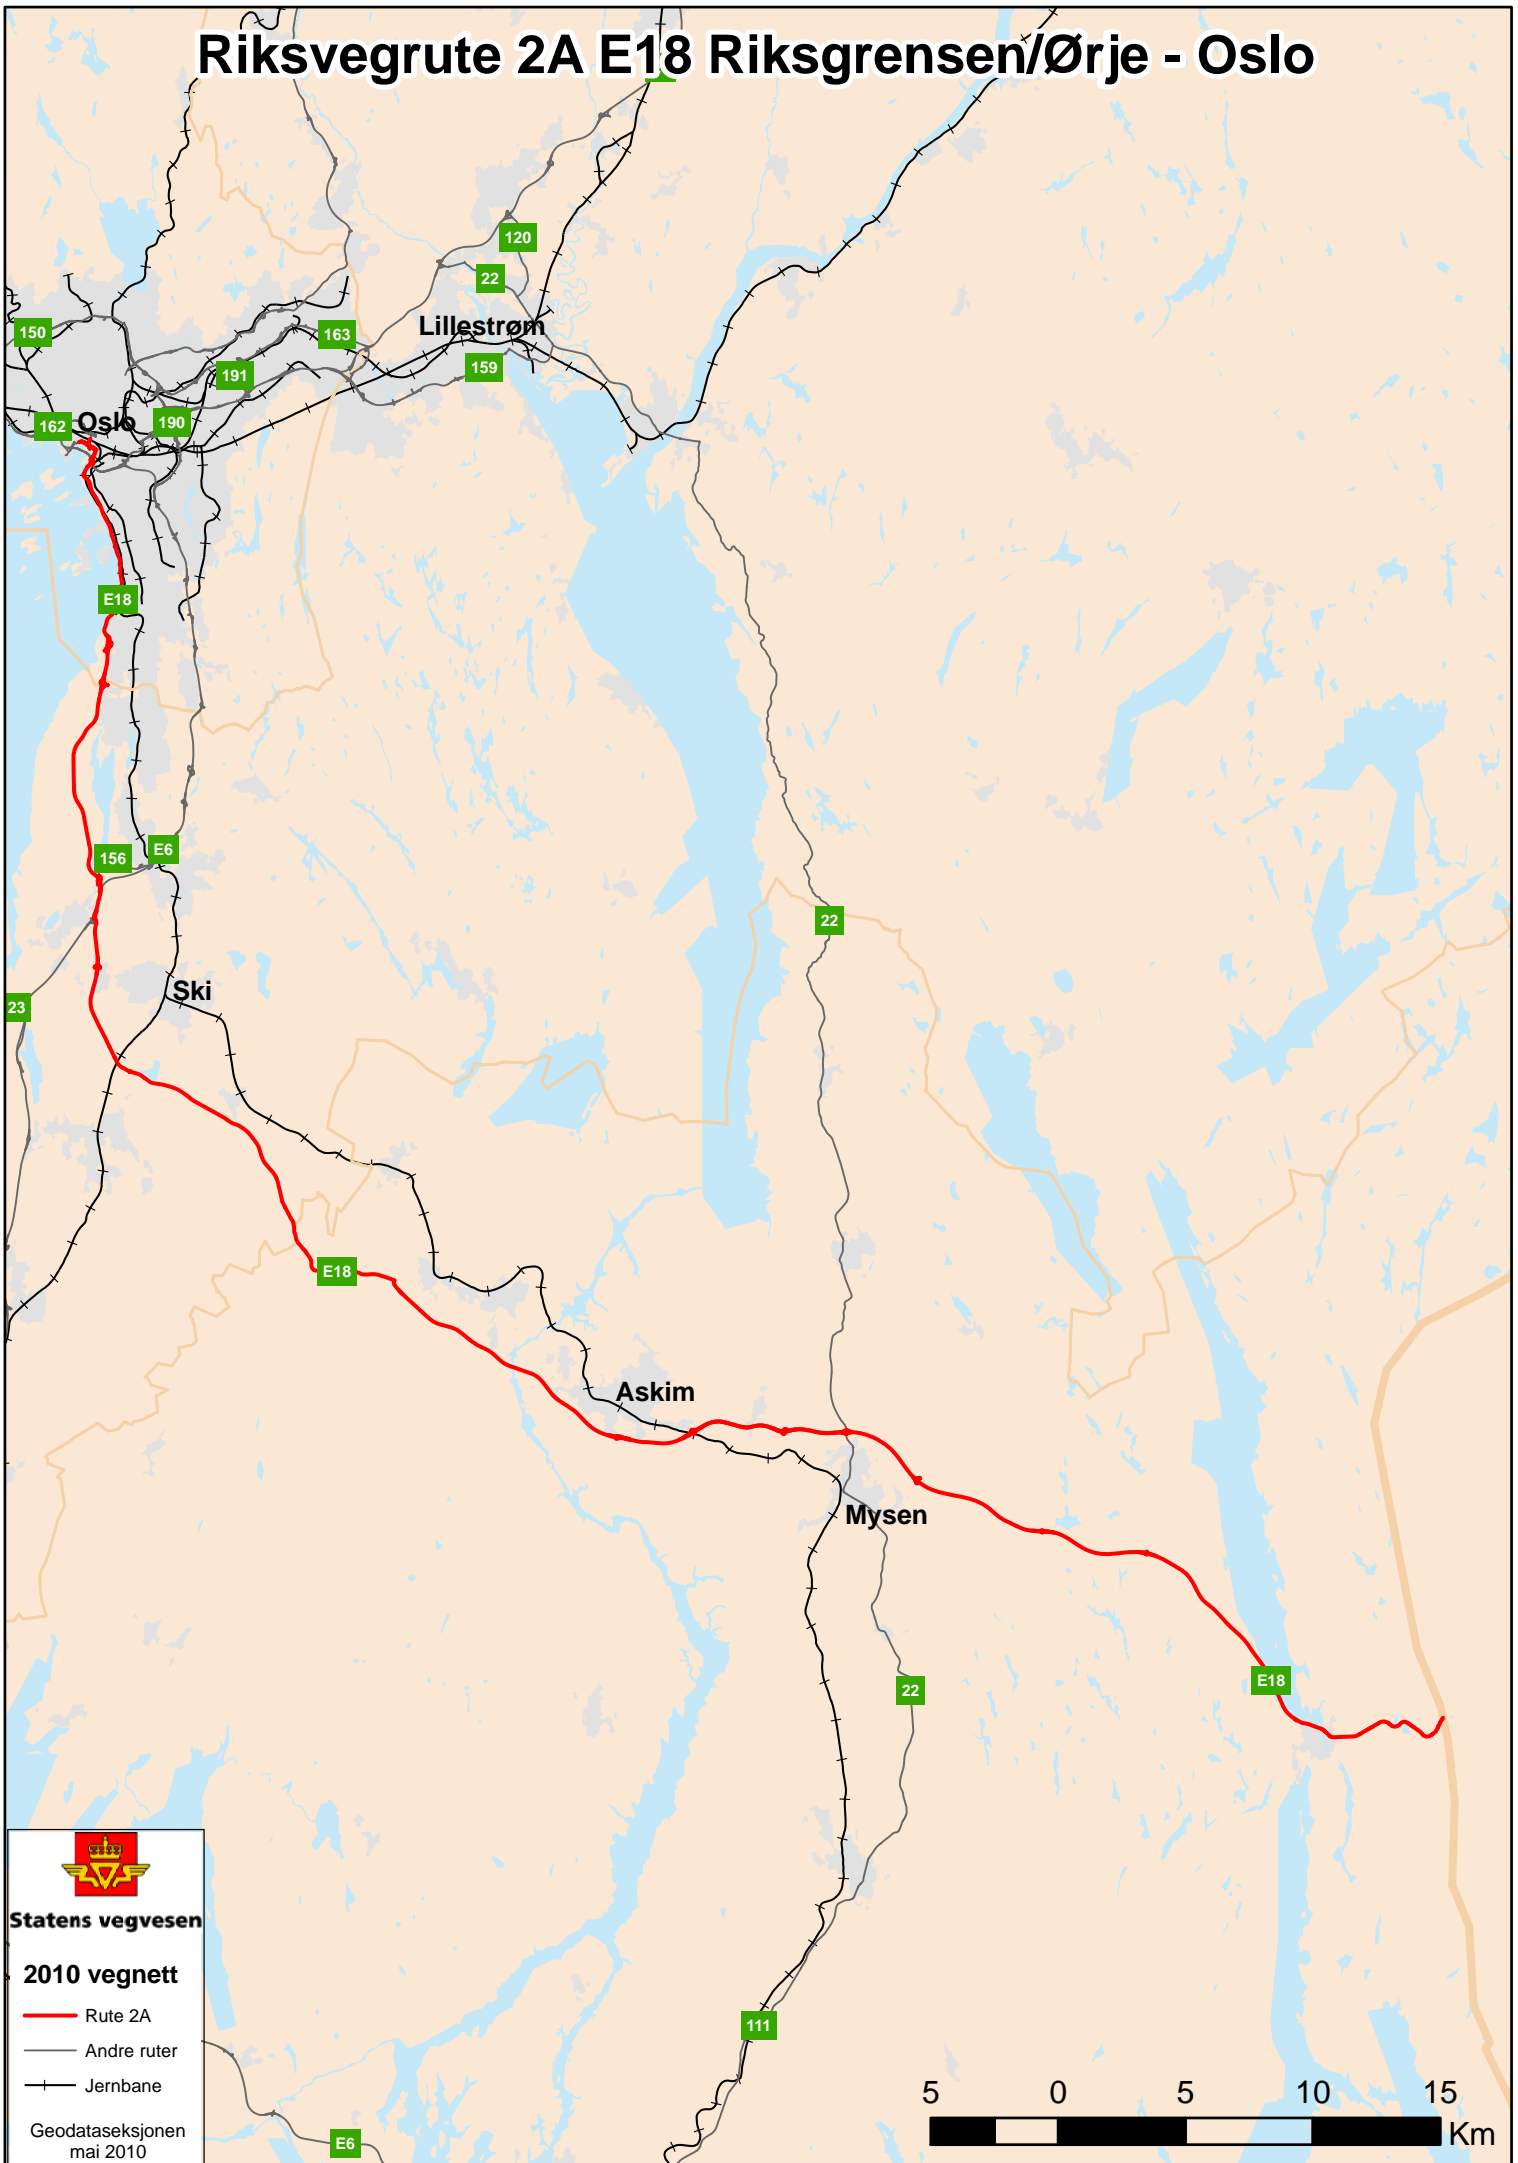 Riksvegrute 2A E18 Riksgrensen/Ørje - Oslo
120
22
150
Lillestrøm
163
159
191
162
Oslo
190
E18
156
E6
22
23
Ski
E18
Askim
Mysen
E18
22
Statens vegvesen
2010 vegnett
Rute 2A
Andre ruter
Jernbane
Geodataseksjonen
mai 2010
111
E6
5 0 5 10 15
Km